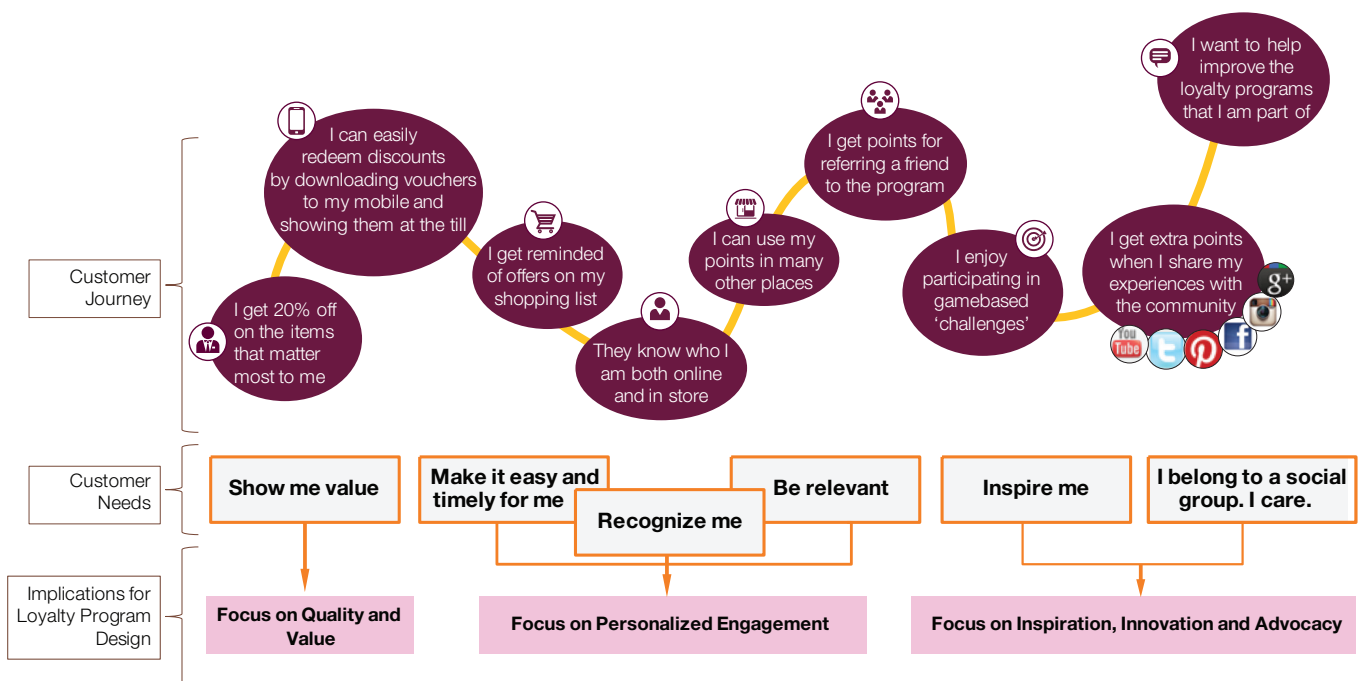 Customer
Journey
I get 20% off
on the items
that matter
most to me
I can easily
redeem discounts
by downloading vouchers
to my mobile and
showing them at the till
I get reminded
of offers on my
shopping list
They know who I
am both online
and in store
I can use my
points in many
other places
I get points for
referring a friend
to the program
I enjoy
participating in
gamebased
‘challenges’
I get extra points
when I share my
experiences with
the community
You
Tube
t
p
f
g+
I want to help
improve the
loyalty programs
that I am part of
Customer
Needs
Show me value
Make it easy and
timely for me
Recognize me
Be relevant
Inspire me
I belong to a social
group. I care.
Implications for
Loyalty Program
Design
Focus on Quality and
Value
Focus on Personalized Engagement
Focus on Inspiration, Innovation and Advocacy